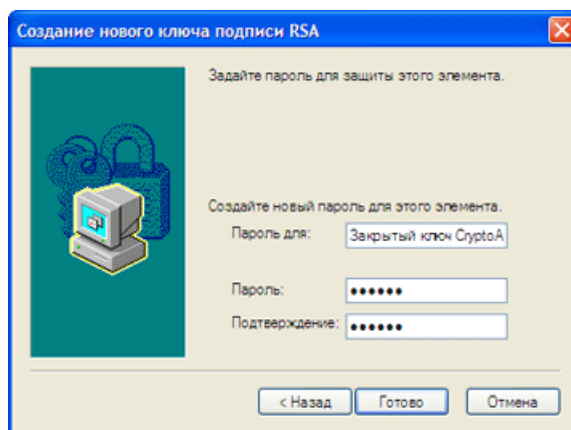 Создание нового ключа подписи RSA
Задайте пароль для защиты этого элемента.
Создайте новый пароль для этого элемента.
Пароль для: Закрытый ключ CryptoA
Пароль: ••••••
Подтверждение: ••••••
< Назад Готово Отмена